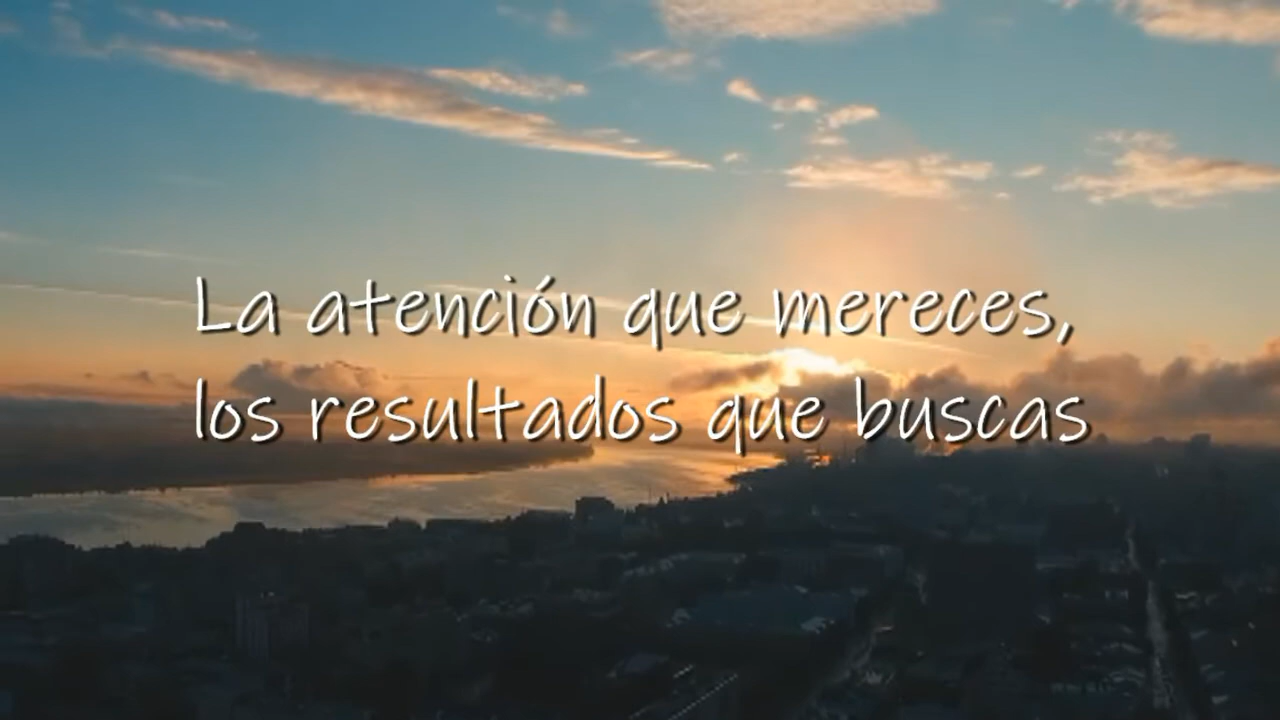 La atención que mereces,
los resultados que buscas